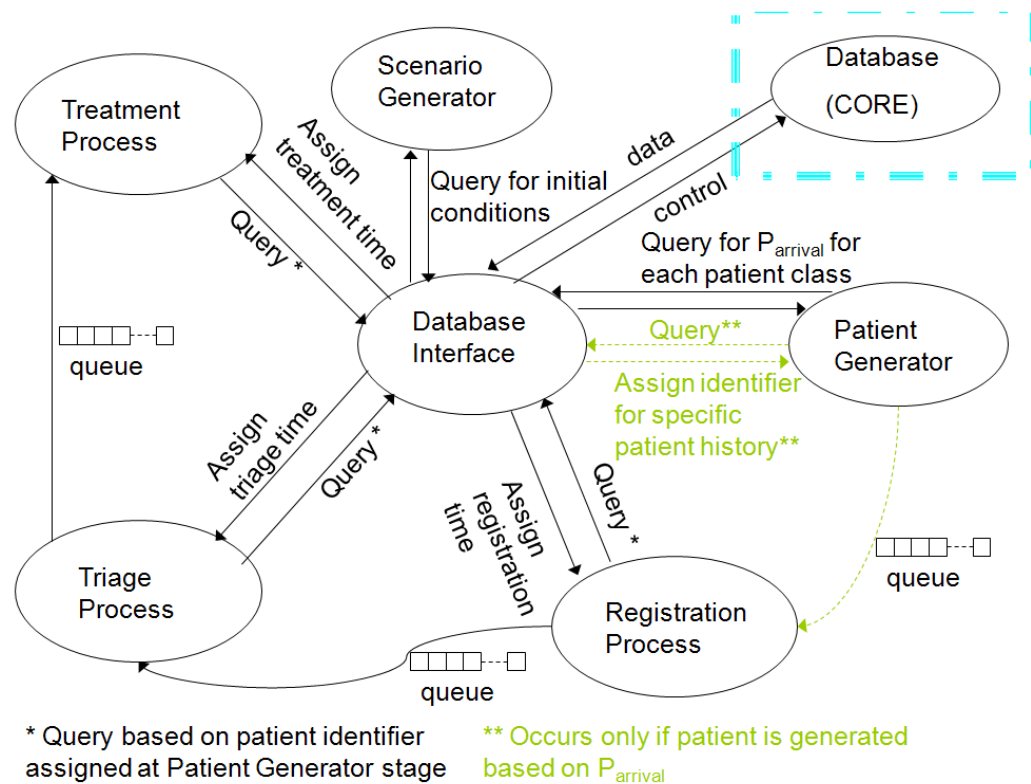 Treatment
Process
Scenario
Generator
Database
(CORE)
Assign
treatment time
Query *
Query for initial
conditions
data
control
Query for P_arrival for
each patient class
Database
Interface
Patient
Generator
Query**
Assign identifier
for specific
patient history**
queue
Assign
triage time
Query *
Assign
registration
time
Query *
queue
Triage
Process
Registration
Process
queue
* Query based on patient identifier
assigned at Patient Generator stage
** Occurs only if patient is generated
based on P_arrival